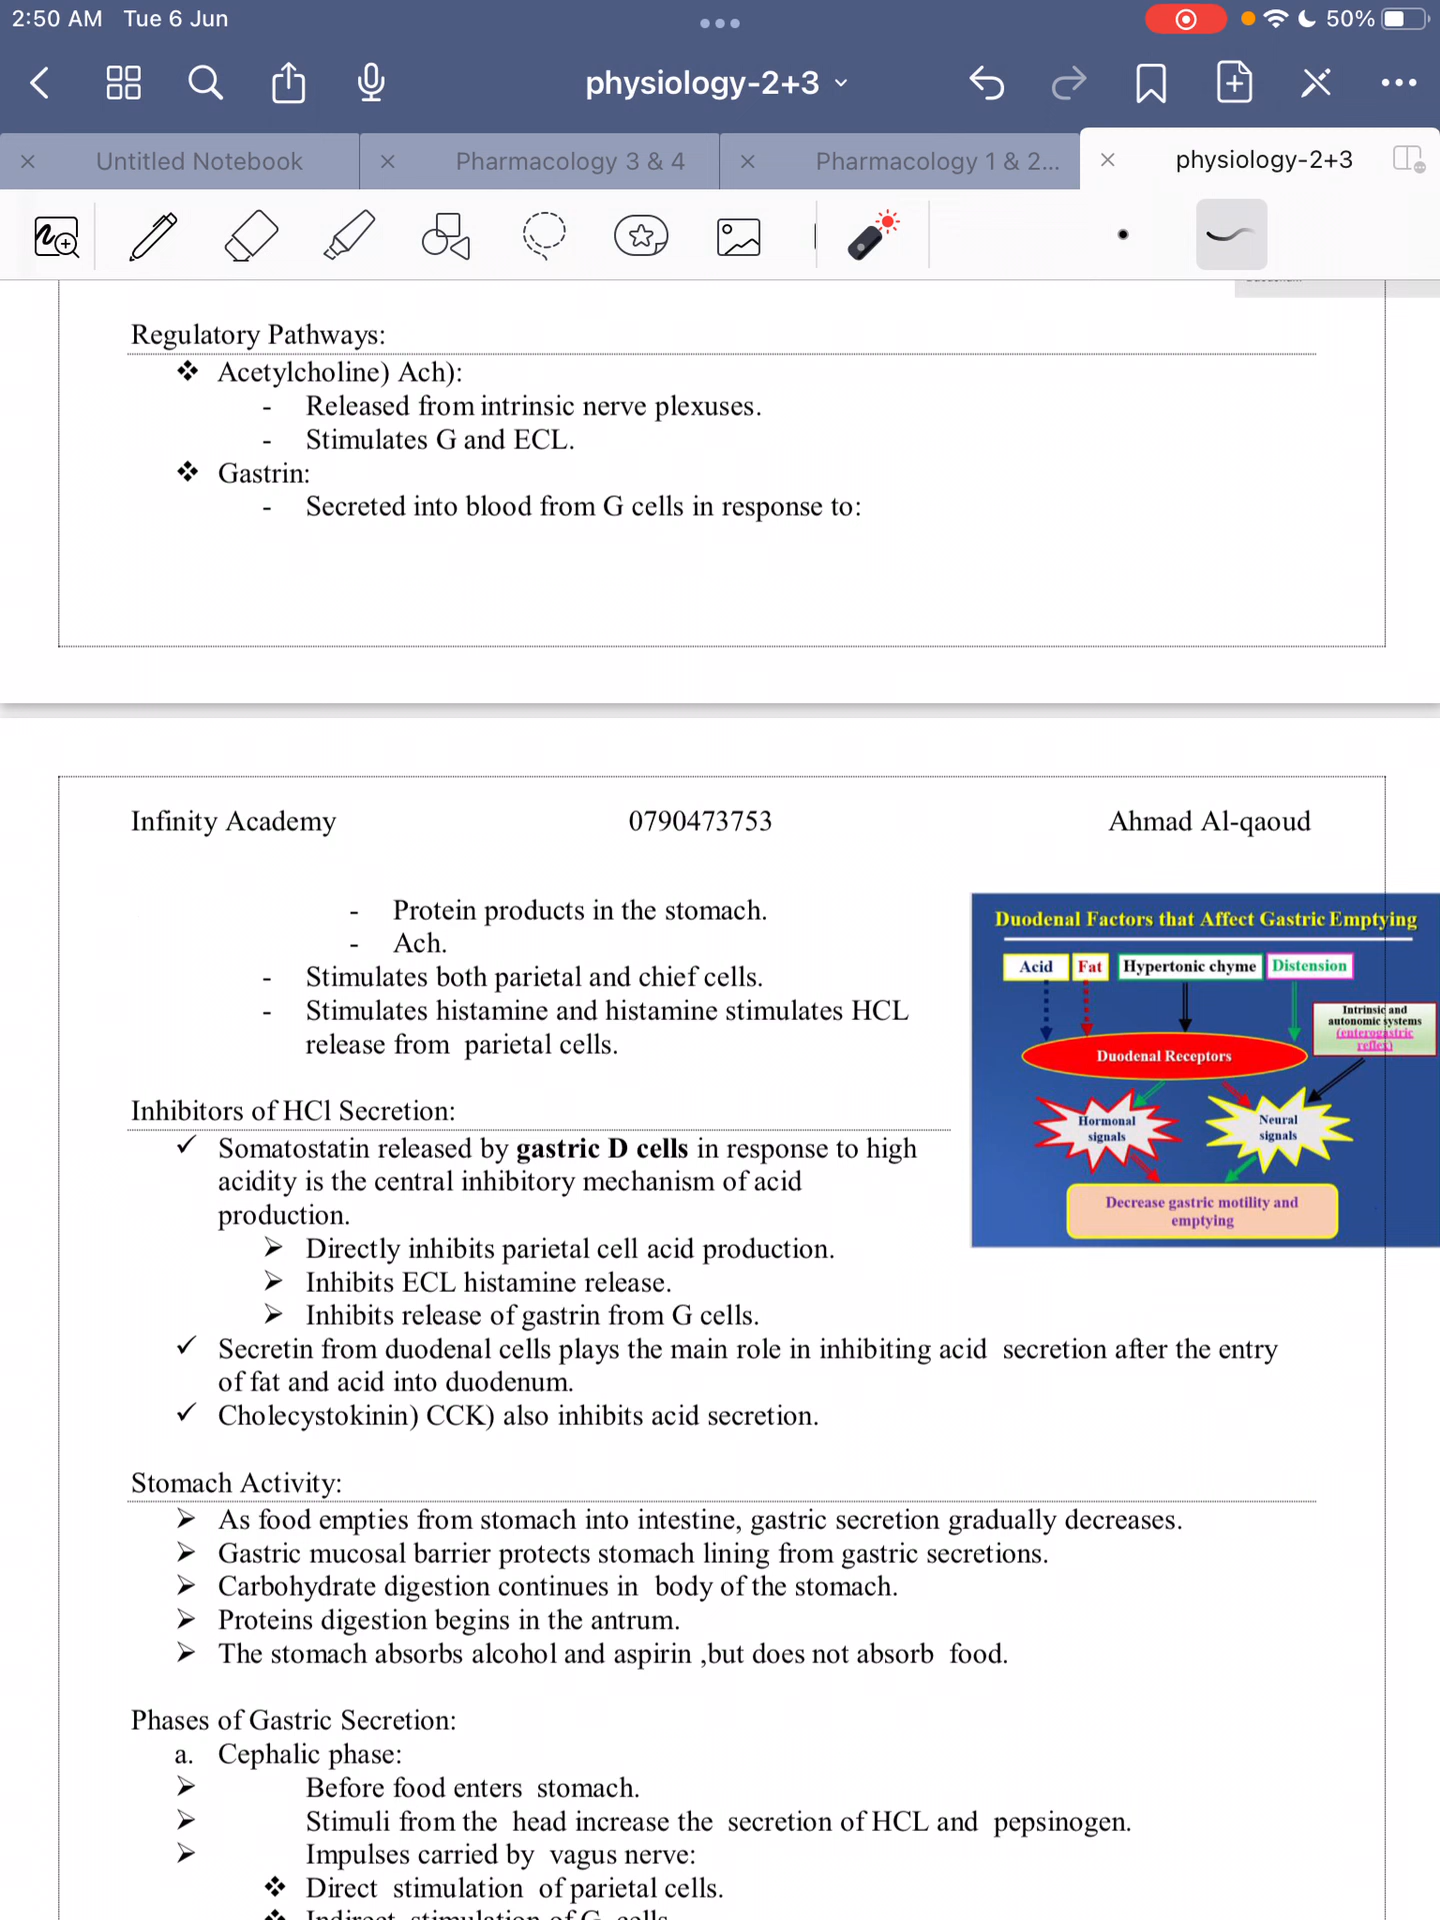 2:50 AM Tue 6 Jun
50%
physiology-2+3
Untitled Notebook
Pharmacology 3 & 4
Pharmacology 1 & 2...
physiology-2+3
Regulatory Pathways:
❖ Acetylcholine) Ach):
- Released from intrinsic nerve plexuses.
- Stimulates G and ECL.
❖ Gastrin:
- Secreted into blood from G cells in response to:
Infinity Academy 0790473753 Ahmad Al-qaoud
- Protein products in the stomach.
- Ach.
- Stimulates both parietal and chief cells.
- Stimulates histamine and histamine stimulates HCL
release from parietal cells.
Duodenal Factors that Affect Gastric Emptying
Acid Fat Hypertonic chyme Distension
Intrinsic and
autonomic systems
(enterogastric
reflex)
Duodenal Receptors
Hormonal
signals
Neural
signals
Decrease gastric motility and
emptying
Inhibitors of HCl Secretion:
✓ Somatostatin released by gastric D cells in response to high
acidity is the central inhibitory mechanism of acid
production.
➢ Directly inhibits parietal cell acid production.
➢ Inhibits ECL histamine release.
➢ Inhibits release of gastrin from G cells.
✓ Secretin from duodenal cells plays the main role in inhibiting acid secretion after the entry
of fat and acid into duodenum.
✓ Cholecystokinin) CCK) also inhibits acid secretion.
Stomach Activity:
➢ As food empties from stomach into intestine, gastric secretion gradually decreases.
➢ Gastric mucosal barrier protects stomach lining from gastric secretions.
➢ Carbohydrate digestion continues in body of the stomach.
➢ Proteins digestion begins in the antrum.
➢ The stomach absorbs alcohol and aspirin ,but does not absorb food.
Phases of Gastric Secretion:
a. Cephalic phase:
➢ Before food enters stomach.
➢ Stimuli from the head increase the secretion of HCL and pepsinogen.
➢ Impulses carried by vagus nerve:
❖ Direct stimulation of parietal cells.
❖ Indirect stimulation of G cells